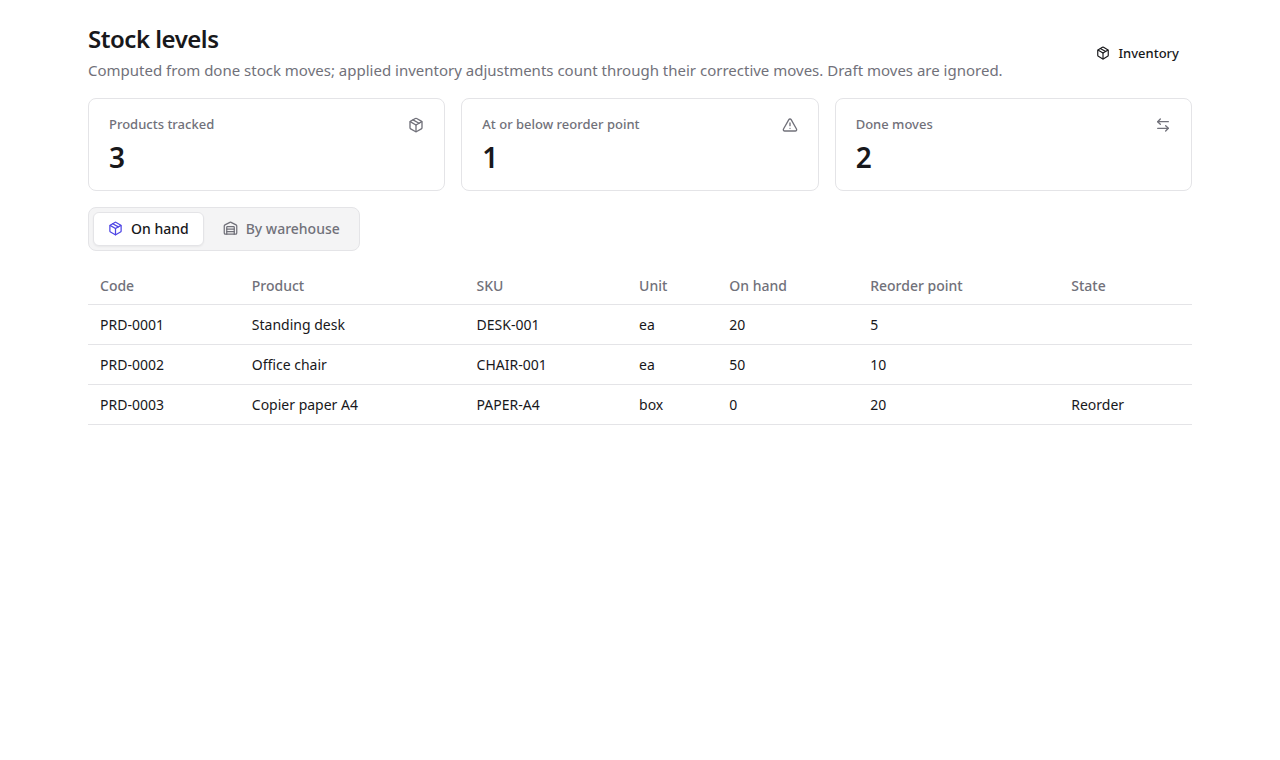 Stock levels
Inventory
Computed from done stock moves; applied inventory adjustments count through their corrective moves. Draft moves are ignored.
Products tracked
3
At or below reorder point
1
Done moves
2
On hand By warehouse
Code Product SKU Unit On hand Reorder point State
PRD-0001 Standing desk DESK-001 ea 20 5
PRD-0002 Office chair CHAIR-001 ea 50 10
PRD-0003 Copier paper A4 PAPER-A4 box 0 20 Reorder